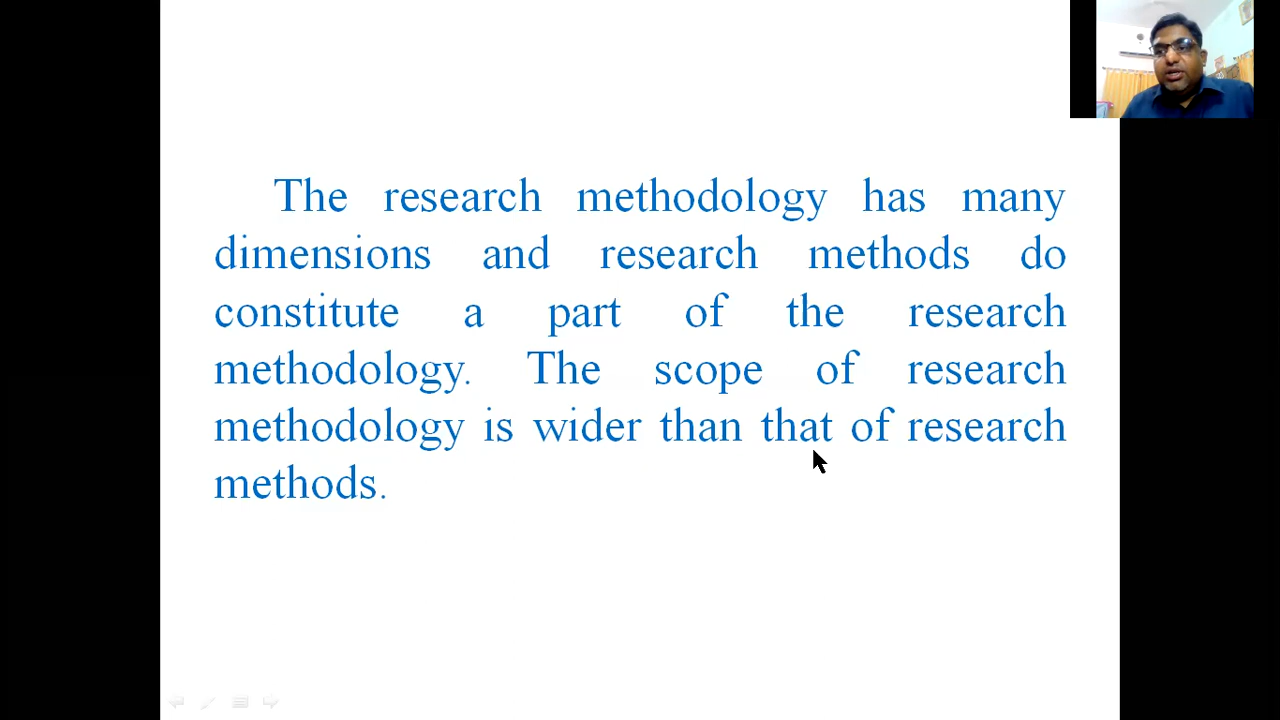 The research methodology has many
dimensions and research methods do
constitute a part of the research
methodology. The scope of research
methodology is wider than that of research
methods.